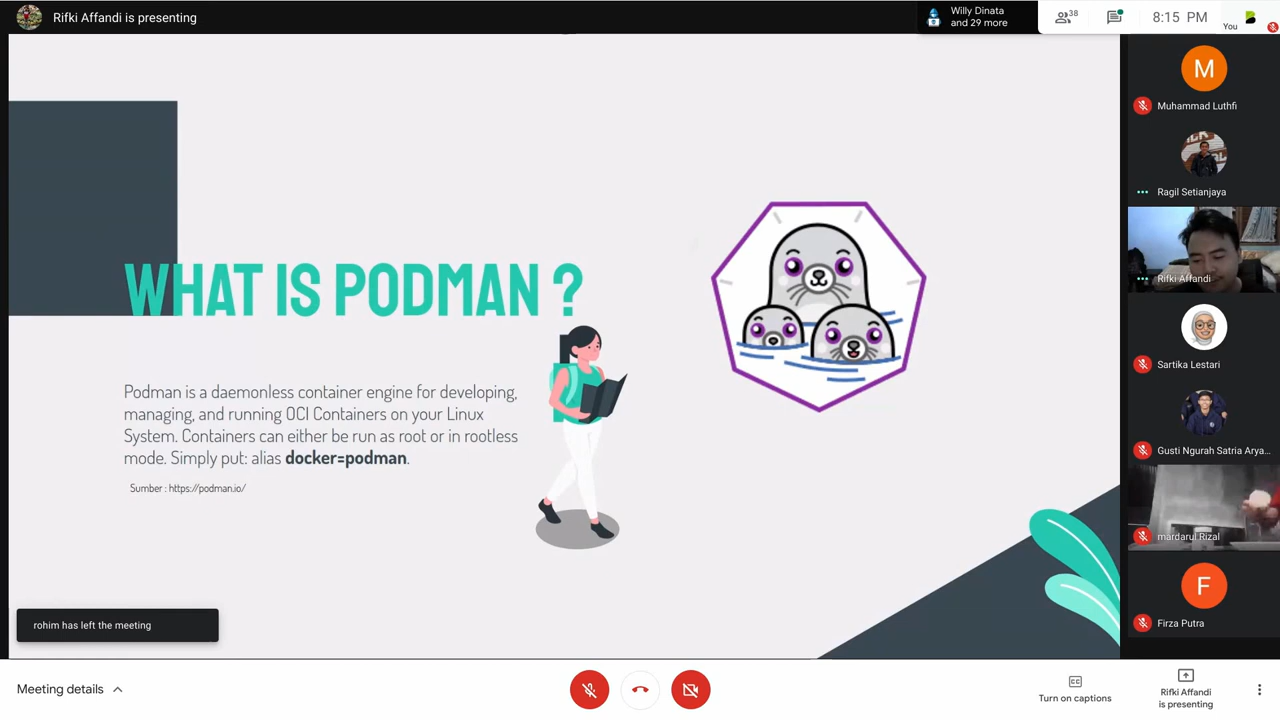 Rifki Affandi is presenting
Willy Dinata
and 29 more
38
8:15 PM
You
M
Muhammad Luthfi
Ragil Setianjaya
Rifki Affandi
Sartika Lestari
Gusti Ngurah Satria Arya...
mardarul Rizal
F
Firza Putra
WHAT IS PODMAN ?
Podman is a daemonless container engine for developing,
managing, and running OCI Containers on your Linux
System. Containers can either be run as root or in rootless
mode. Simply put: alias docker=podman.
Sumber : https://podman.io/
rohim has left the meeting
Meeting details
Turn on captions
Rifki Affandi
is presenting